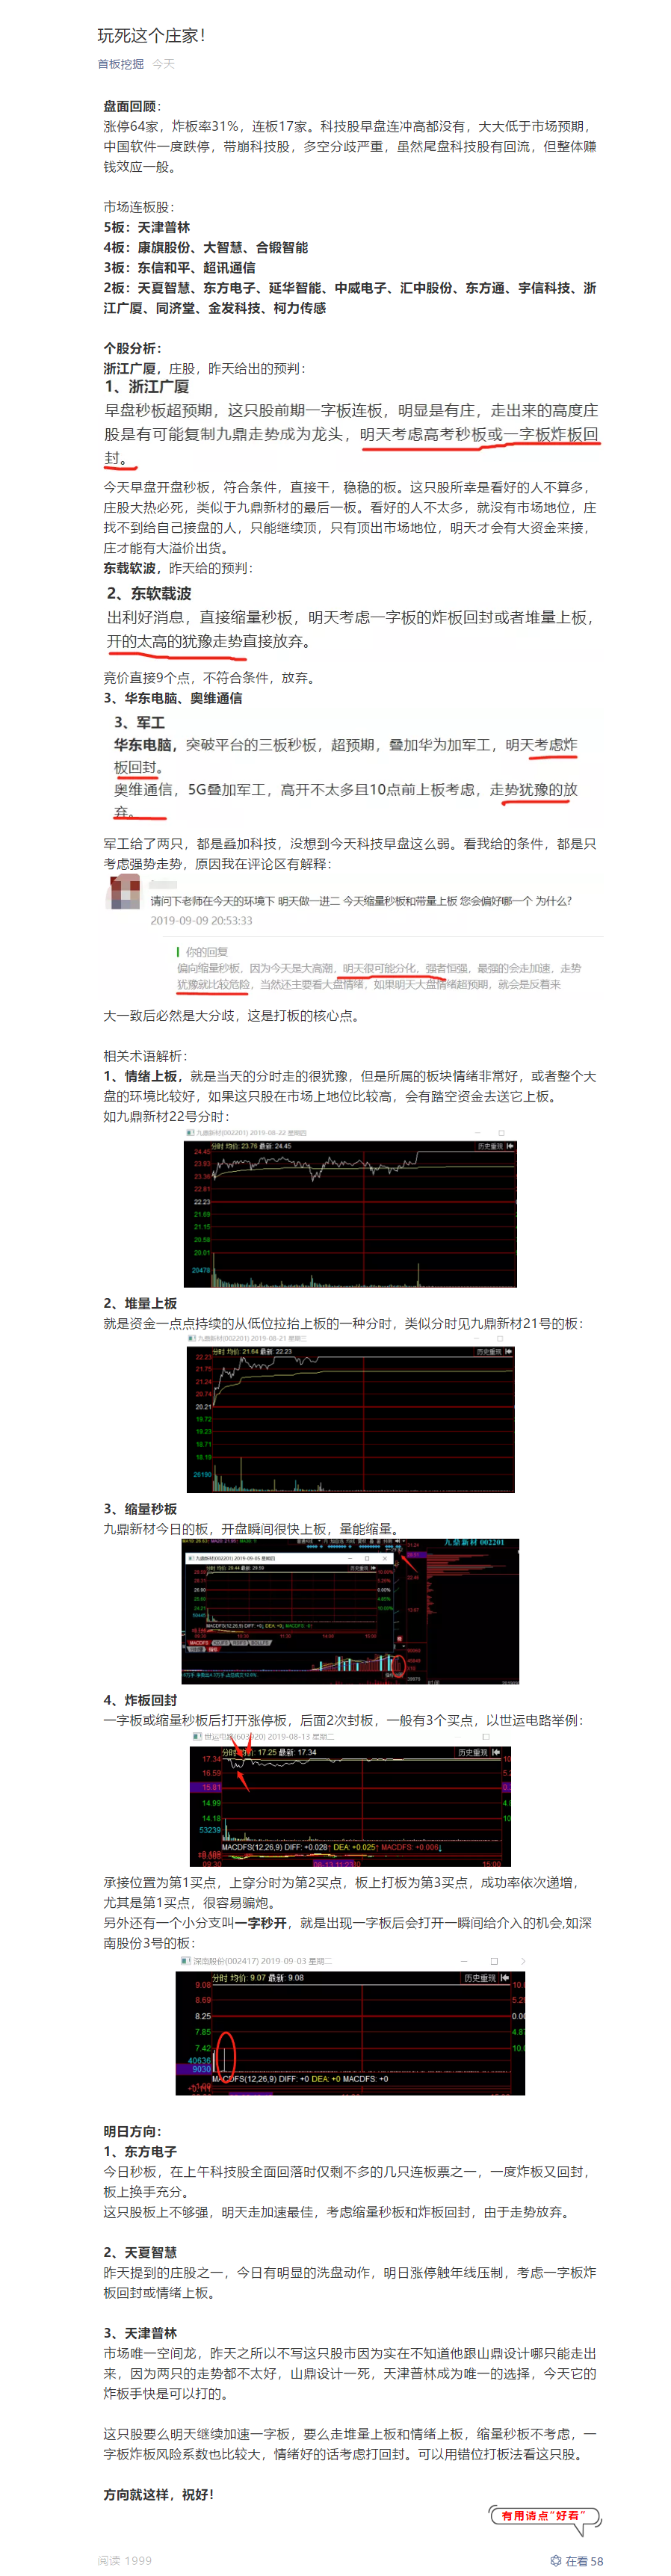 玩死这个庄家！
首板挖掘 今天
盘面回顾：
涨停64家，炸板率31%，连板17家。科技股早盘连冲高都没有，大大低于市场预期，
中国软件一度跌停，带崩科技股，多空分歧严重，虽然尾盘科技股有回流，但整体赚
钱效应一般。
市场连板股：
5板：天津普林
4板：康旗股份、大智慧、合锻智能
3板：东信和平、超讯通信
2板：天夏智慧、东方电子、延华智能、中威电子、汇中股份、东方通、宇信科技、浙
江广厦、同济堂、金发科技、柯力传感
个股分析：
浙江广厦，庄股，昨天给出的预判：
1、浙江广厦
早盘秒板超预期，这只股前期一字板连板，明显是有庄，走出来的高度庄
股是有可能复制九鼎走势成为龙头，明天考虑高考秒板或一字板炸板回
封。
今天早盘开盘秒板，符合条件，直接干，稳稳的板。这只股所幸是看好的人不算多，
庄股大热必死，类似于九鼎新材的最后一板。看好的人不太多，就没有市场地位，庄
找不到给自己接盘的人，只能继续顶，只有顶出市场地位，明天才会有大资金来接，
庄才能有大溢价出货。
东载软波，昨天给的预判：
2、东软载波
出利好消息，直接缩量秒板，明天考虑一字板的炸板回封或者堆量上板，
开的太高的犹豫走势直接放弃。
竞价直接9个点，不符合条件，放弃。
3、华东电脑、奥维通信
3、军工
华东电脑，突破平台的三板秒板，超预期，叠加华为加军工，明天考虑炸
板回封。
奥维通信，5G叠加军工，高开不太多且10点前上板考虑，走势犹豫的放
弃。
军工给了两只，都是叠加科技，没想到今天科技早盘这么弱。看我给的条件，都是只
考虑强势走势，原因我在评论区有解释：
请问下老师在今天的环境下 明天做一进二 今天缩量秒板和带量上板 您会偏好哪一个 为什么?
2019-09-09 20:53:33
你的回复
偏向缩量秒板，因为今天是大高潮，明天很可能分化，强者恒强，最强的会走加速，走势
犹豫就比较危险，当然还主要看大盘情绪，如果明天大盘情绪超预期，就会是反着来
大一致后必然是大分歧，这是打板的核心点。
相关术语解析：
1、情绪上板，就是当天的分时走的很犹豫，但是所属的板块情绪非常好，或者整个大
盘的环境比较好，如果这只股在市场上地位比较高，会有踏空资金去送它上板。
如九鼎新材22号分时：
九鼎新材(002201) 2019-08-22 星期四
分时 均价: 23.76 最新: 24.45 历史重现
24.45
23.83
23.36
22.81
22.23
21.69
21.15
20.58
20.01
20478
2、堆量上板
就是资金一点点持续的从低位拉抬上板的一种分时，类似分时见九鼎新材21号的板：
九鼎新材(002201) 2019-08-21 星期三
分时 均价: 21.64 最新: 22.23 历史重现
22.23
21.75
21.24
20.74
20.21
19.72
19.23
18.71
18.19
26190
3、缩量秒板
九鼎新材今日的板，开盘瞬间很快上板，量能缩量。
九鼎新材(002201) 2019-09-05 星期四
九鼎新材 002201
4、炸板回封
一字板或缩量秒板后打开涨停板，后面2次封板，一般有3个买点，以世运电路举例：
世运电路(603920) 2019-08-13 星期二
分时 均价: 17.25 最新: 17.34 历史重现
17.34
16.59
15.81
14.99
14.18
53239
MACDFS(12,26,9) DIFF: +0.028↑ DEA: +0.025↑ MACDFS: +0.006↓
09:30
15:00
承接位置为第1买点，上穿分时为第2买点，板上打板为第3买点，成功率依次递增，
尤其是第1买点，很容易骗炮。
另外还有一个小分支叫一字秒开，就是出现一字板后会打开一瞬间给介入的机会,如深
南股份3号的板：
深南股份(002417) 2019-09-03 星期二
分时 均价: 9.07 最新: 9.08 历史重现
9.08
8.69
8.25
7.85
7.42
40636
9030
MACDFS(12,26,9) DIFF: +0 DEA: +0 MACDFS: +0
明日方向：
1、东方电子
今日秒板，在上午科技股全面回落时仅剩不多的几只连板票之一，一度炸板又回封，
板上换手充分。
这只股板上不够强，明天走加速最佳，考虑缩量秒板和炸板回封，由于走势放弃。
2、天夏智慧
昨天提到的庄股之一，今日有明显的洗盘动作，明日涨停触年线压制，考虑一字板炸
板回封或情绪上板。
3、天津普林
市场唯一空间龙，昨天之所以不写这只股市因为实在不知道他跟山鼎设计哪只能走出
来，因为两只的走势都不太好，山鼎设计一死，天津普林成为唯一的选择，今天它的
炸板手快是可以打的。
这只股要么明天继续加速一字板，要么走堆量上板和情绪上板，缩量秒板不考虑，一
字板炸板风险系数也比较大，情绪好的话考虑打回封。可以用错位打板法看这只股。
方向就这样，祝好！
有用请点“好看”
阅读 1999 在看 58